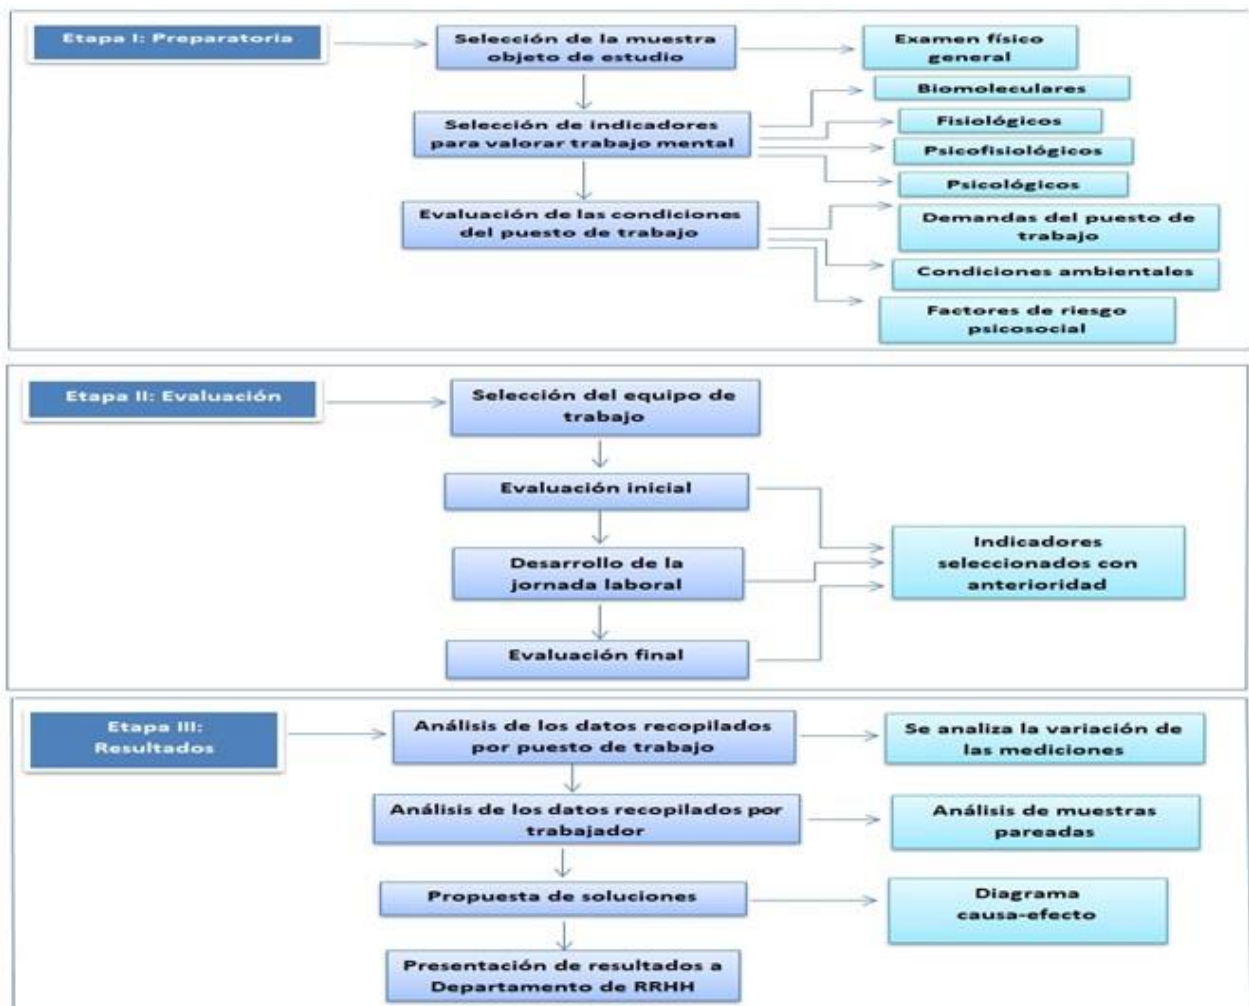 Etapa I: Preparatoria
Selección de la muestra
objeto de estudio
Examen físico
general
Selección de indicadores
para valorar trabajo mental
Biomoleculares
Fisiológicos
Psicofisiológicos
Psicológicos
Evaluación de las condiciones
del puesto de trabajo
Demandas del puesto de
trabajo
Condiciones ambientales
Factores de riesgo
psicosocial
Etapa II: Evaluación
Selección del equipo de
trabajo
Evaluación inicial
Desarrollo de la
jornada laboral
Evaluación final
Indicadores
seleccionados con
anterioridad
Etapa III:
Resultados
Análisis de los datos recopilados
por puesto de trabajo
Se analiza la variación de
las mediciones
Análisis de los datos recopilados por
trabajador
Análisis de muestras
pareadas
Propuesta de soluciones
Diagrama
causa-efecto
Presentación de resultados a
Departamento de RRHH